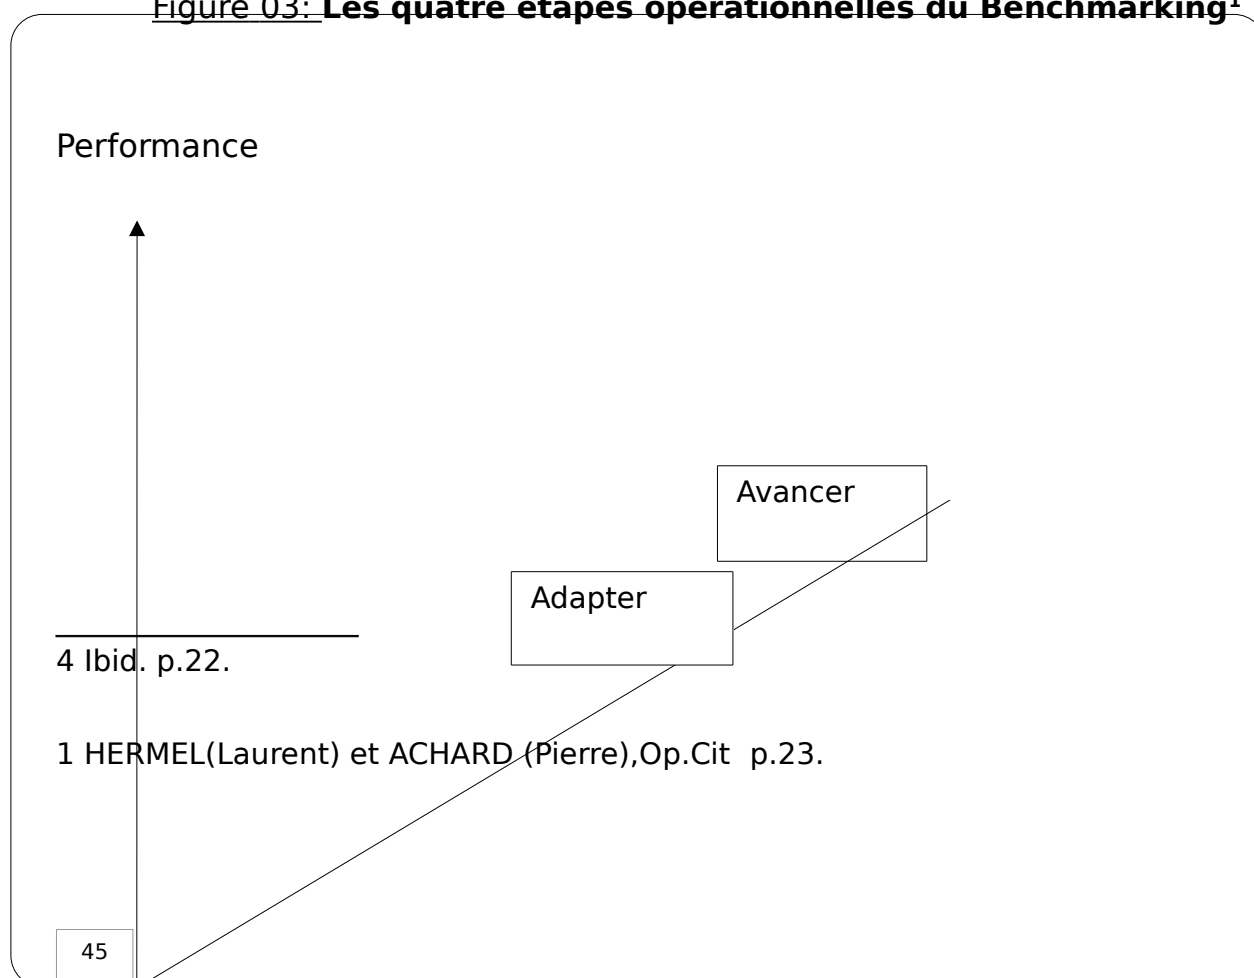 Figure 03: Les quatre étapes opérationnelles du Benchmarking¹
Performance
Avancer
Adapter
4 Ibid. p.22.
1 HERMEL(Laurent) et ACHARD (Pierre),Op.Cit  p.23.
45